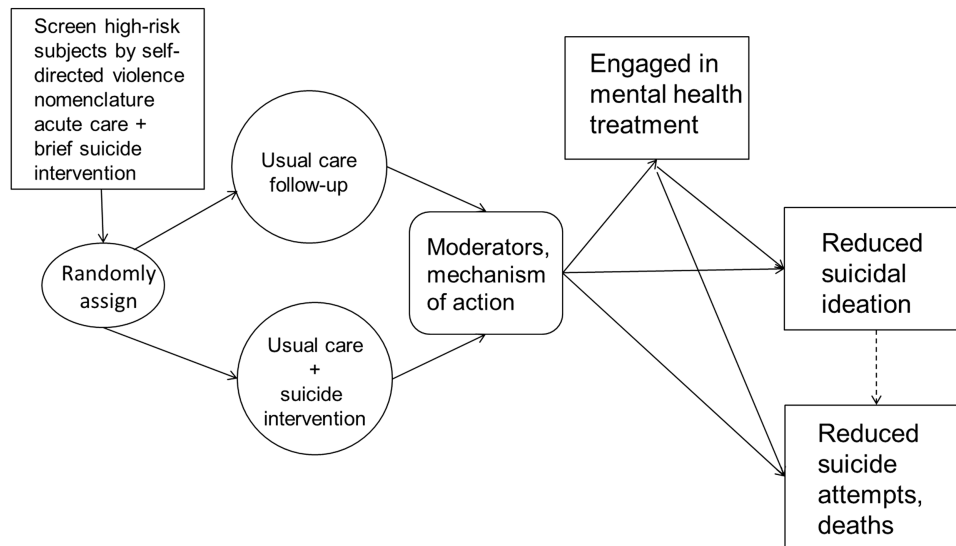 Screen high-risk
subjects by self-
directed violence
nomenclature
acute care +
brief suicide
intervention
Randomly
assign
Usual care
follow-up
Usual care
+
suicide
intervention
Moderators,
mechanism
of action
Engaged in
mental health
treatment
Reduced
suicidal
ideation
Reduced
suicide
attempts,
deaths